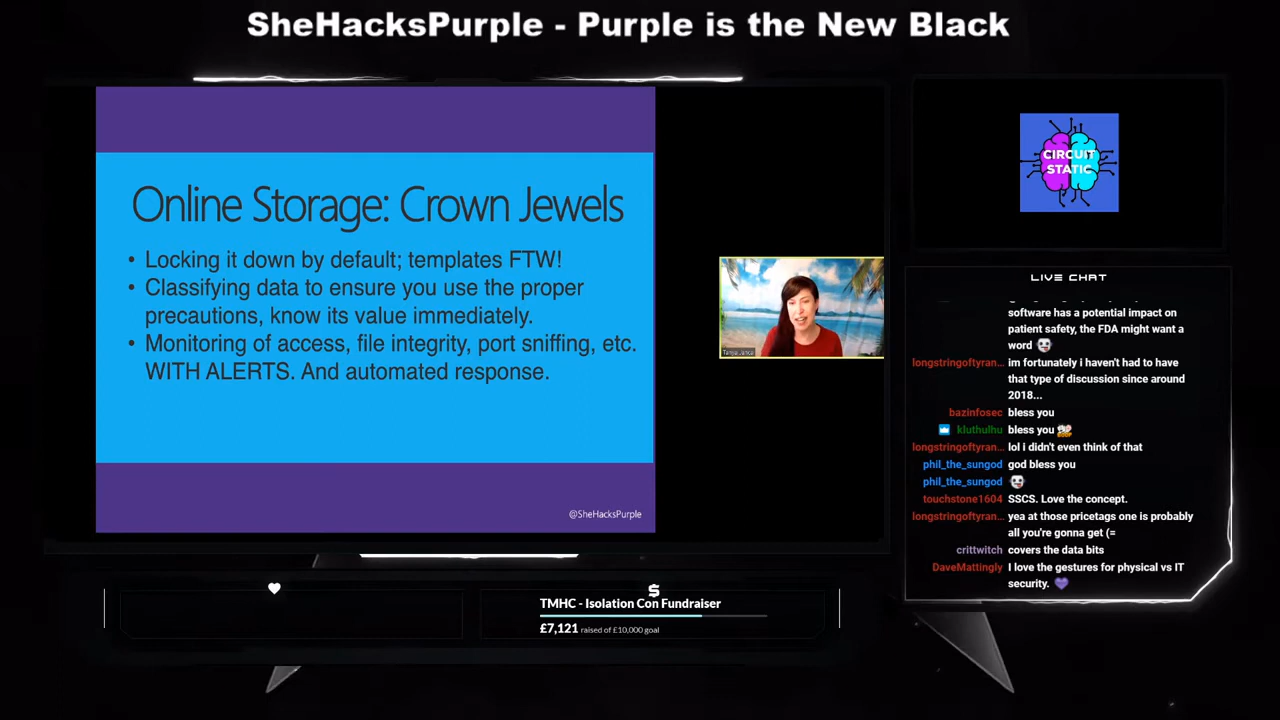 SheHacksPurple - Purple is the New Black
Online Storage: Crown Jewels
• Locking it down by default; templates FTW!
• Classifying data to ensure you use the proper
precautions, know its value immediately.
• Monitoring of access, file integrity, port sniffing, etc.
WITH ALERTS. And automated response.
@SheHacksPurple
CIRCUIT
STATIC
LIVE CHAT
software has a potential impact on
patient safety, the FDA might want a
word
longstringoftyran... im fortunately i haven't had to have
that type of discussion since around
2018...
bazinfosec bless you
kluthulhu bless you
longstringoftyran... lol i didn't even think of that
phil_the_sungod god bless you
phil_the_sungod
touchstone1604 SSCS. Love the concept.
longstringoftyran... yea at those pricetags one is probably
all you're gonna get (=
crittwitch covers the data bits
DaveMattingly I love the gestures for physical vs IT
security.
TMHC - Isolation Con Fundraiser
£7,121 raised of £10,000 goal